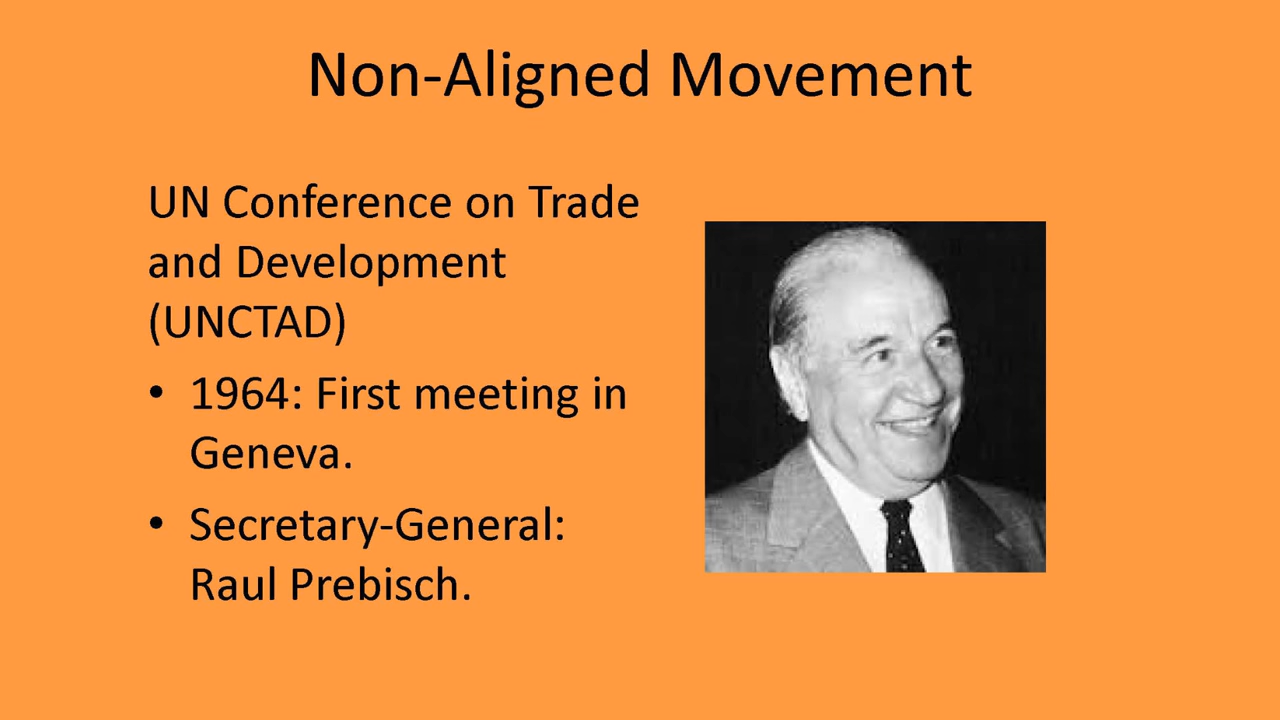 Non-Aligned Movement
UN Conference on Trade
and Development
(UNCTAD)
• 1964: First meeting in
Geneva.
• Secretary-General:
Raul Prebisch.